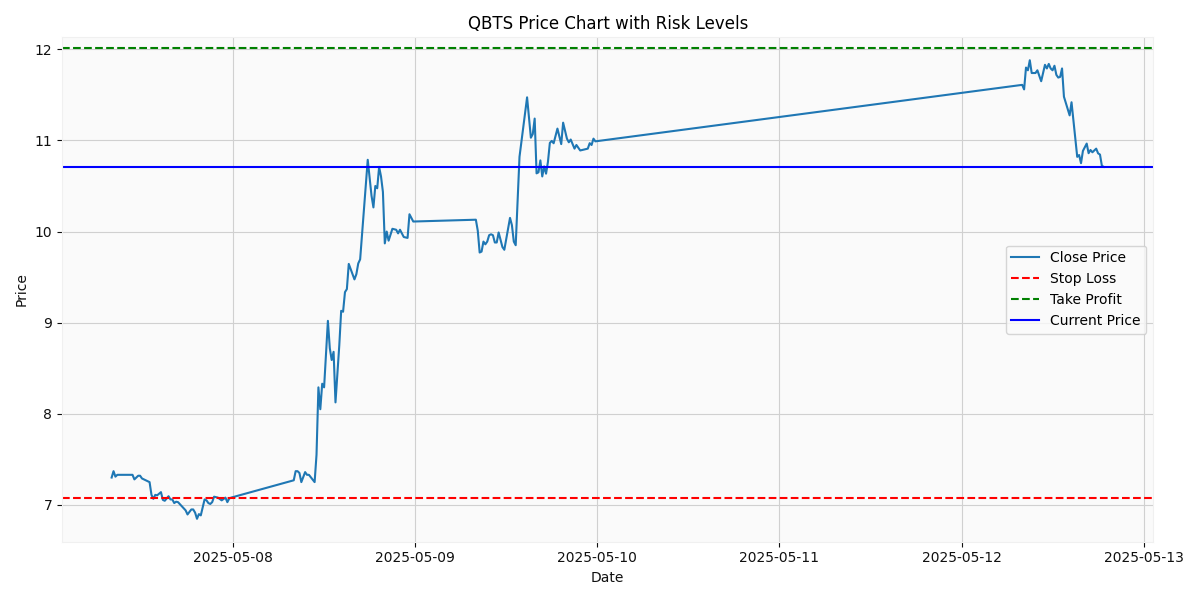 QBTS Price Chart with Risk Levels
12
11
10
9
8
7
Price
Close Price
Stop Loss
Take Profit
Current Price
2025-05-08
2025-05-09
2025-05-10
2025-05-11
2025-05-12
2025-05-13
Date